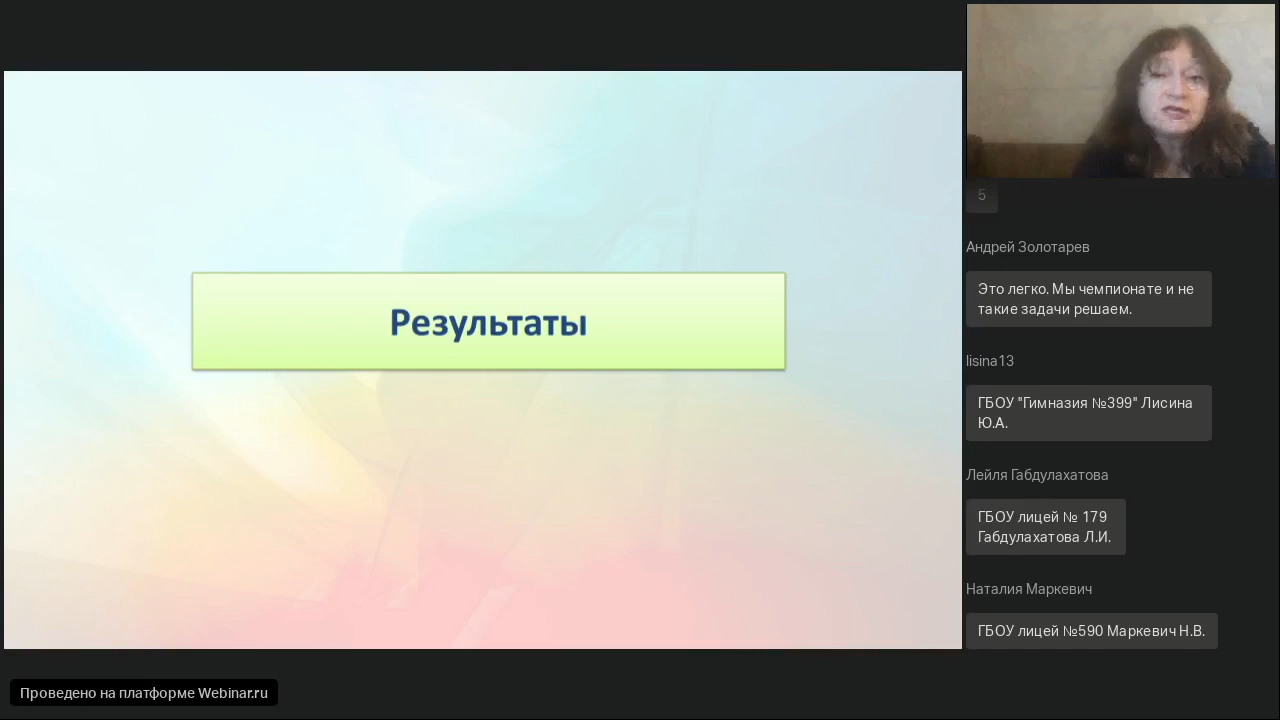 Результаты
5
Андрей Золотарев
Это легко. Мы чемпионате и не
такие задачи решаем.
lisina13
ГБОУ "Гимназия №399" Лисина
Ю.А.
Лейля Габдулахатова
ГБОУ лицей № 179
Габдулахатова Л.И.
Наталия Маркевич
ГБОУ лицей №590 Маркевич Н.В.
Проведено на платформе Webinar.ru